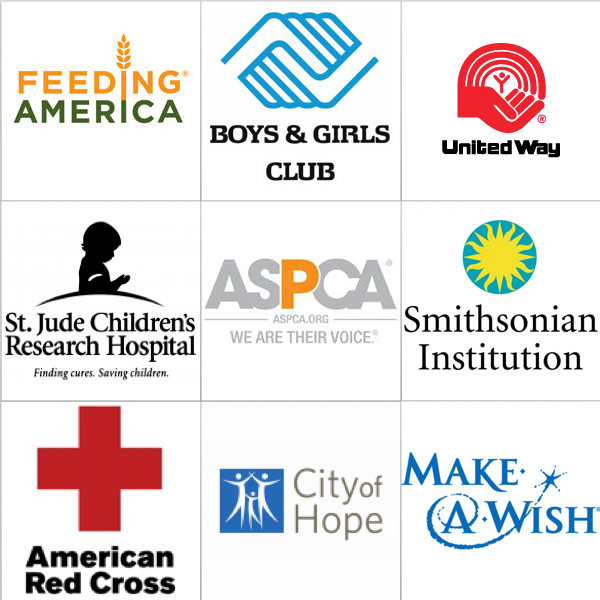 FEEDING®
AMERICA
BOYS & GIRLS
CLUB
®
United Way
St. Jude Children's
Research Hospital
Finding cures. Saving children.
ASPCA®
ASPCA.ORG
WE ARE THEIR VOICE.®
Smithsonian
Institution
American
Red Cross
City of
Hope
MAKE·
A·WISH®